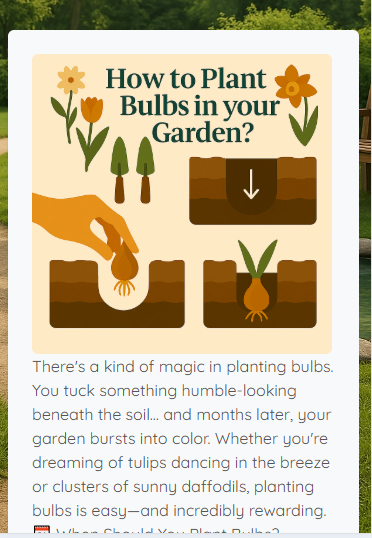 How to Plant
Bulbs in your
Garden?
There's a kind of magic in planting bulbs.
You tuck something humble-looking
beneath the soil... and months later, your
garden bursts into color. Whether you're
dreaming of tulips dancing in the breeze
or clusters of sunny daffodils, planting
bulbs is easy—and incredibly rewarding.
When Should You Plant Bulbs?